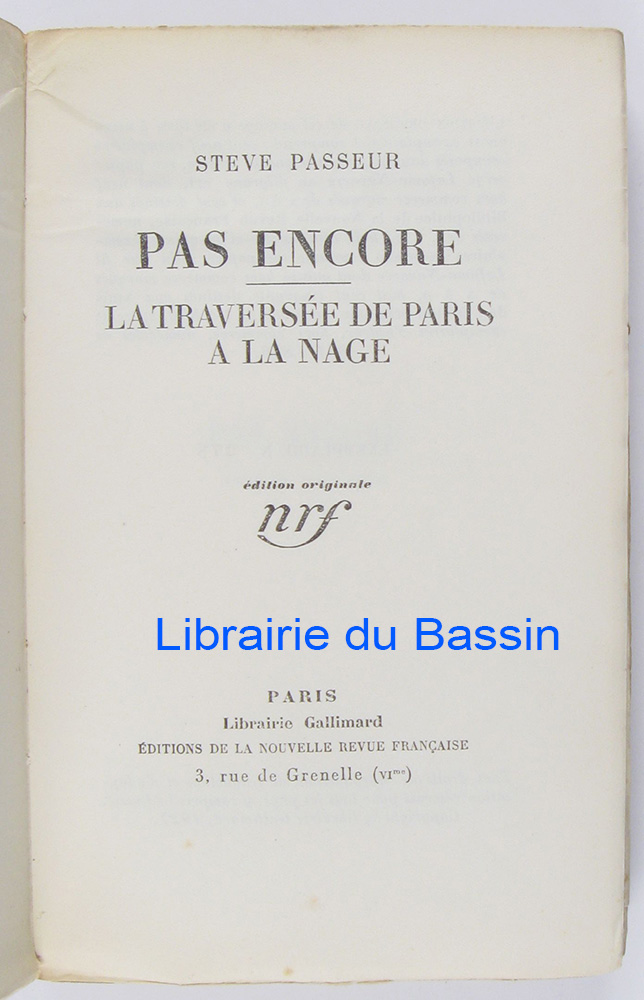 STEVE PASSEUR
PAS ENCORE
LA TRAVERSÉE DE PARIS
A LA NAGE
édition originale
nrf
Librairie du Bassin
PARIS
Librairie Gallimard
ÉDITIONS DE LA NOUVELLE REVUE FRANÇAISE
3, rue de Grenelle (VIme)